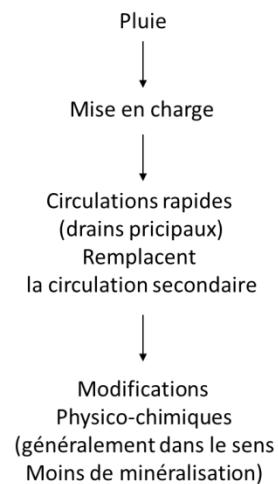 Pluie
Mise en charge
Circulations rapides
(drains pricipaux)
Remplacent
la circulation secondaire
Modifications
Physico-chimiques
(généralement dans le sens
Moins de minéralisation)